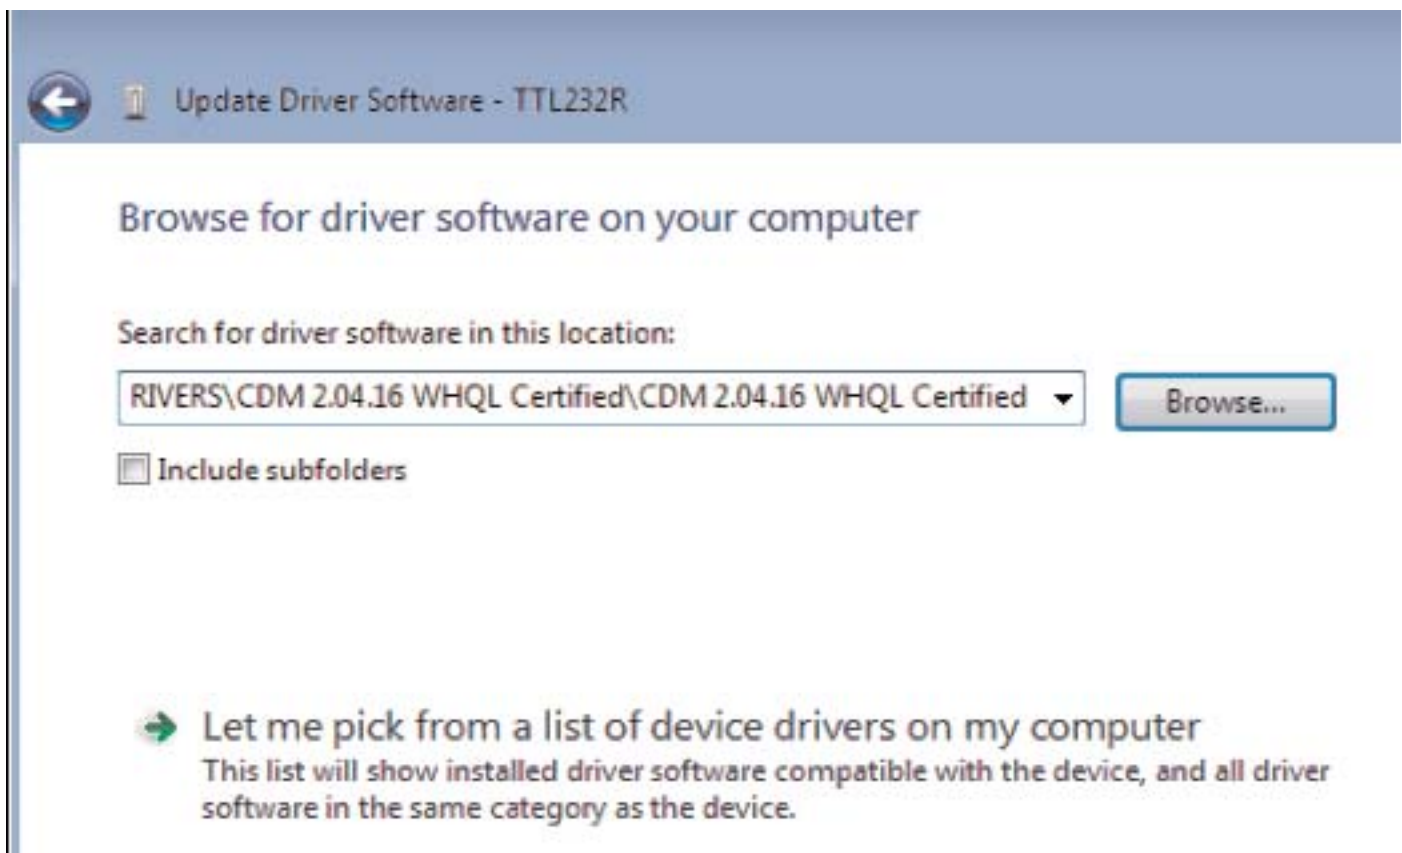 Update Driver Software - TTL232R
Browse for driver software on your computer
Search for driver software in this location:
RIVERS\CDM 2.04.16 WHQL Certified\CDM 2.04.16 WHQL Certified
Browse...
Include subfolders
Let me pick from a list of device drivers on my computer
This list will show installed driver software compatible with the device, and all driver
software in the same category as the device.